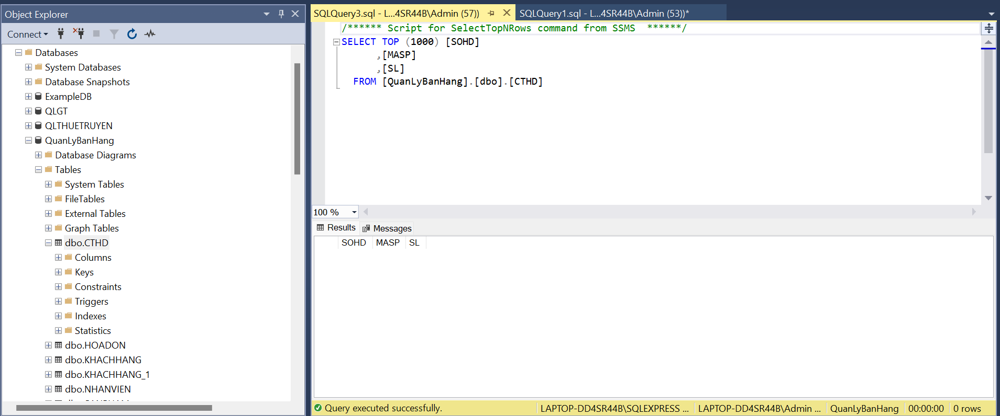 Object Explorer
Connect
Databases
System Databases
Database Snapshots
ExampleDB
QLGT
QLTHUETRUYEN
QuanLyBanHang
Database Diagrams
Tables
System Tables
FileTables
External Tables
Graph Tables
dbo.CTHD
Columns
Keys
Constraints
Triggers
Indexes
Statistics
dbo.HOADON
dbo.KHACHHANG
dbo.KHACHHANG_1
dbo.NHANVIEN
SQLQuery3.sql - L...4SR44B\Admin (57))
SQLQuery1.sql - L...4SR44B\Admin (53))*
/****** Script for SelectTopNRows command from SSMS ******/
SELECT TOP (1000) [SOHD]
,[MASP]
,[SL]
FROM [QuanLyBanHang].[dbo].[CTHD]
100 %
Results Messages
SOHD MASP SL
Query executed successfully.
LAPTOP-DD4SR44B\SQLEXPRESS ... LAPTOP-DD4SR44B\Admin ... QuanLyBanHang 00:00:00 0 rows